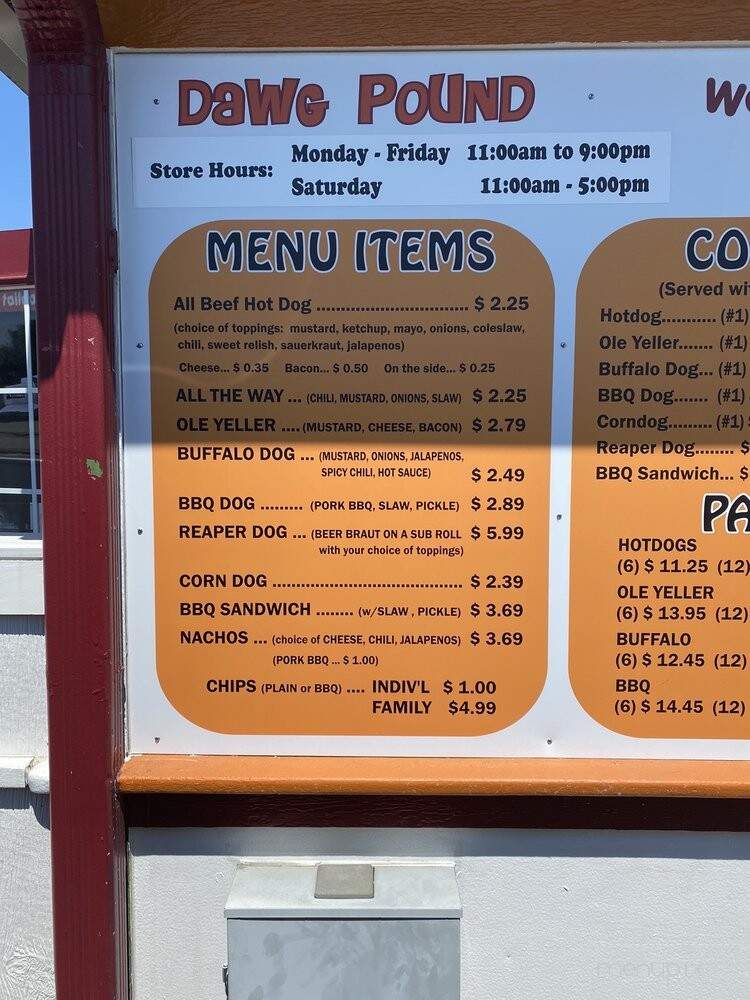 DAWG POUND
Store Hours: Monday - Friday 11:00am to 9:00pm
Saturday 11:00am - 5:00pm
MENU ITEMS
All Beef Hot Dog ................................ $ 2.25
(choice of toppings: mustard, ketchup, mayo, onions, coleslaw,
chili, sweet relish, sauerkraut, jalapenos)
Cheese... $ 0.35 Bacon... $ 0.50 On the side... $ 0.25
ALL THE WAY ... (CHILI, MUSTARD, ONIONS, SLAW) $ 2.25
OLE YELLER .... (MUSTARD, CHEESE, BACON) $ 2.79
BUFFALO DOG ... (MUSTARD, ONIONS, JALAPENOS,
SPICY CHILI, HOT SAUCE) $ 2.49
BBQ DOG ......... (PORK BBQ, SLAW, PICKLE) $ 2.89
REAPER DOG ... (BEER BRAUT ON A SUB ROLL $ 5.99
with your choice of toppings)
CORN DOG ....................................... $ 2.39
BBQ SANDWICH ........ (w/SLAW , PICKLE) $ 3.69
NACHOS ... (choice of CHEESE, CHILI, JALAPENOS) $ 3.69
(PORK BBQ ... $ 1.00)
CHIPS (PLAIN or BBQ) .... INDIV'L $ 1.00
FAMILY $4.99
CO
(Served wit
Hotdog........... (#1)
Ole Yeller....... (#1)
Buffalo Dog... (#1)
BBQ Dog....... (#1)
Corndog......... (#1) $
Reaper Dog........ $
BBQ Sandwich... $
PA
HOTDOGS
(6) $ 11.25 (12)
OLE YELLER
(6) $ 13.95 (12)
BUFFALO
(6) $ 12.45 (12)
BBQ
(6) $ 14.45 (12)